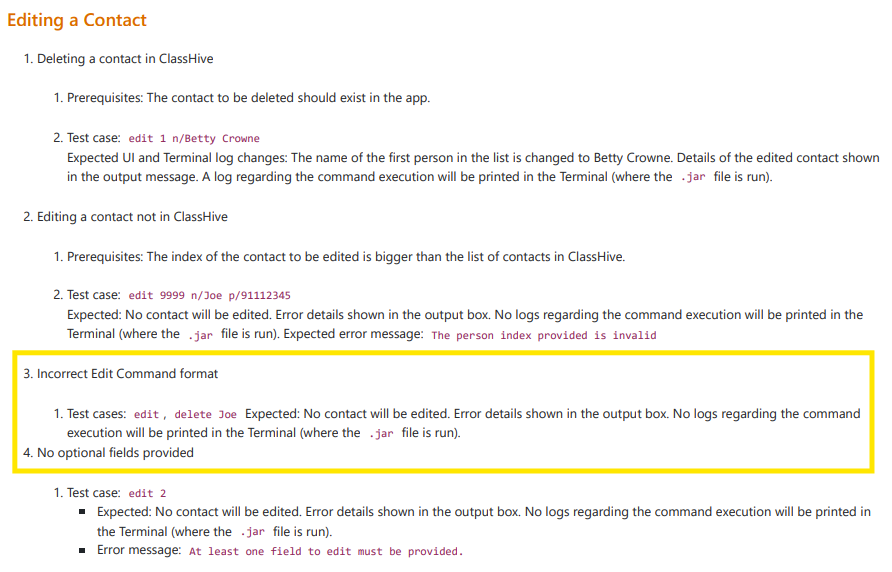 Editing a Contact
1. Deleting a contact in ClassHive
1. Prerequisites: The contact to be deleted should exist in the app.
2. Test case: edit 1 n/Betty Crowne
Expected UI and Terminal log changes: The name of the first person in the list is changed to Betty Crowne. Details of the edited contact shown
in the output message. A log regarding the command execution will be printed in the Terminal (where the .jar file is run).
2. Editing a contact not in ClassHive
1. Prerequisites: The index of the contact to be edited is bigger than the list of contacts in ClassHive.
2. Test case: edit 9999 n/Joe p/91112345
Expected: No contact will be edited. Error details shown in the output box. No logs regarding the command execution will be printed in the
Terminal (where the .jar file is run). Expected error message: The person index provided is invalid
3. Incorrect Edit Command format
1. Test cases: edit , delete Joe Expected: No contact will be edited. Error details shown in the output box. No logs regarding the command
execution will be printed in the Terminal (where the .jar file is run).
4. No optional fields provided
1. Test case: edit 2
▪ Expected: No contact will be edited. Error details shown in the output box. No logs regarding the command execution will be printed in
the Terminal (where the .jar file is run).
▪ Error message: At least one field to edit must be provided.